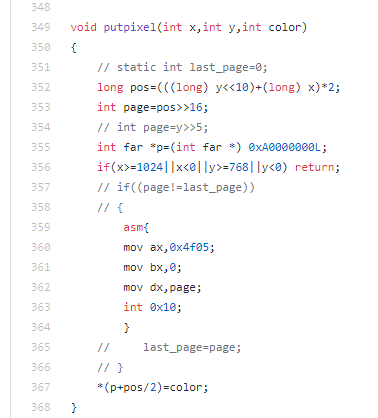 348
349 void putpixel(int x,int y,int color)
350 {
351 // static int last_page=0;
352 long pos=(((long) y<<10)+(long) x)*2;
353 int page=pos>>16;
354 // int page=y>>5;
355 int far *p=(int far *) 0xA0000000L;
356 if(x>=1024||x<0||y>=768||y<0) return;
357 // if((page!=last_page))
358 // {
359 asm{
360 mov ax,0x4f05;
361 mov bx,0;
362 mov dx,page;
363 int 0x10;
364 }
365 // last_page=page;
366 // }
367 *(p+pos/2)=color;
368 }